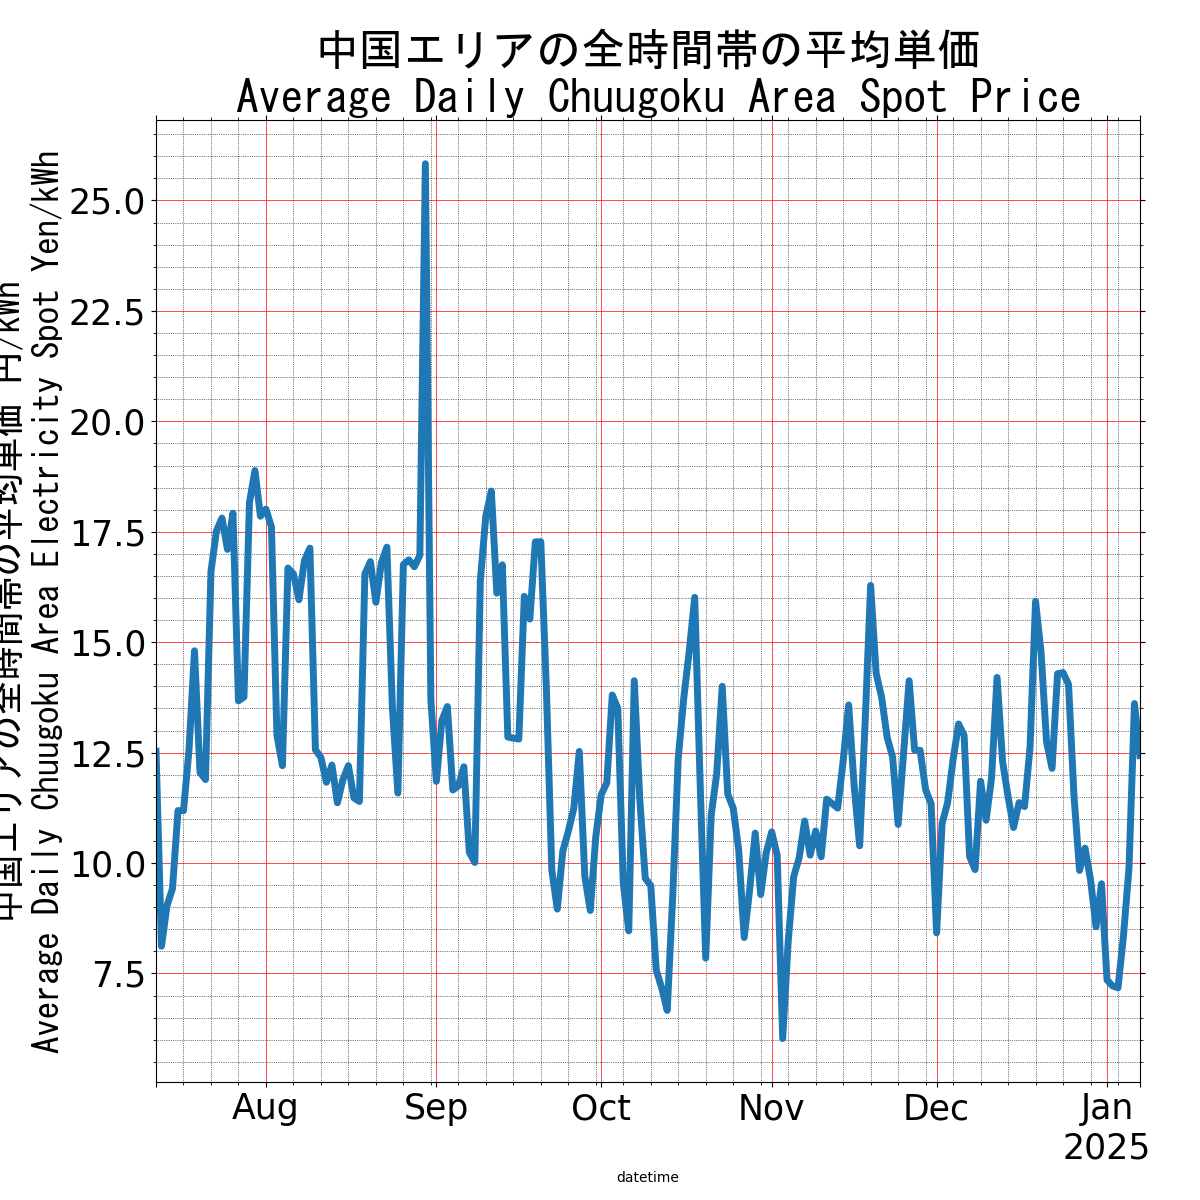 中国エリアの全時間帯の平均単価
Average Daily Chuugoku Area Spot Price
中国エリアの全時間帯の平均単価 円/kWh
Average Daily Chuugoku Area Electricity Spot Yen/kWh
25.0
22.5
20.0
17.5
15.0
12.5
10.0
7.5
Aug Sep Oct Nov Dec Jan
2025
datetime